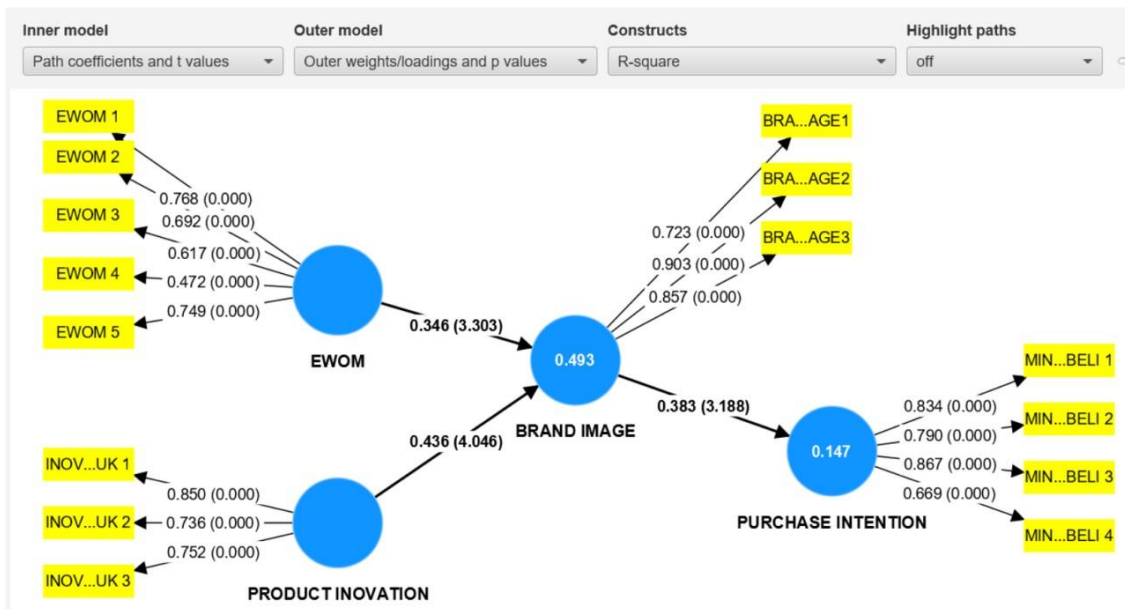 Inner model Outer model Constructs Highlight paths
Path coefficients and t values Outer weights/loadings and p values R-square off
EWOM 1
EWOM 2
EWOM 3
EWOM 4
EWOM 5
0.768 (0.000)
0.692 (0.000)
0.617 (0.000)
0.472 (0.000)
0.749 (0.000)
EWOM
0.346 (3.303)
BRA...AGE1
BRA...AGE2
BRA...AGE3
0.723 (0.000)
0.903 (0.000)
0.857 (0.000)
0.493
BRAND IMAGE
0.436 (4.046)
0.383 (3.188)
INOV...UK 1
INOV...UK 2
INOV...UK 3
0.850 (0.000)
0.736 (0.000)
0.752 (0.000)
PRODUCT INOVATION
0.147
PURCHASE INTENTION
0.834 (0.000)
0.790 (0.000)
0.867 (0.000)
0.669 (0.000)
MIN...BELI 1
MIN...BELI 2
MIN...BELI 3
MIN...BELI 4